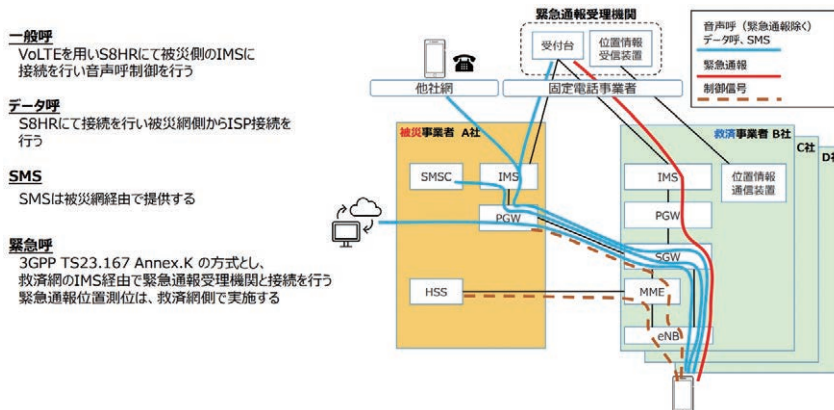 一般呼
VoLTEを用いS8HRにて被災側のIMSに
接続を行い音声呼制御を行う
データ呼
S8HRにて接続を行い被災網側からISP接続を
行う
SMS
SMSは被災網経由で提供する
緊急呼
3GPP TS23.167 Annex.K の方式とし、
救済網のIMS経由で緊急通報受理機関と接続を行う
緊急通報位置測位は、救済網側で実施する
緊急通報受理機関
受付台
位置情報
受信装置
他社網
固定電話事業者
音声呼（緊急通報除く）
データ呼、SMS
緊急通報
制御信号
被災事業者 A社
SMSC
IMS
PGW
HSS
救済事業者 B社
C社
D社
IMS
位置情報
通信装置
PGW
SGW
MME
eNB